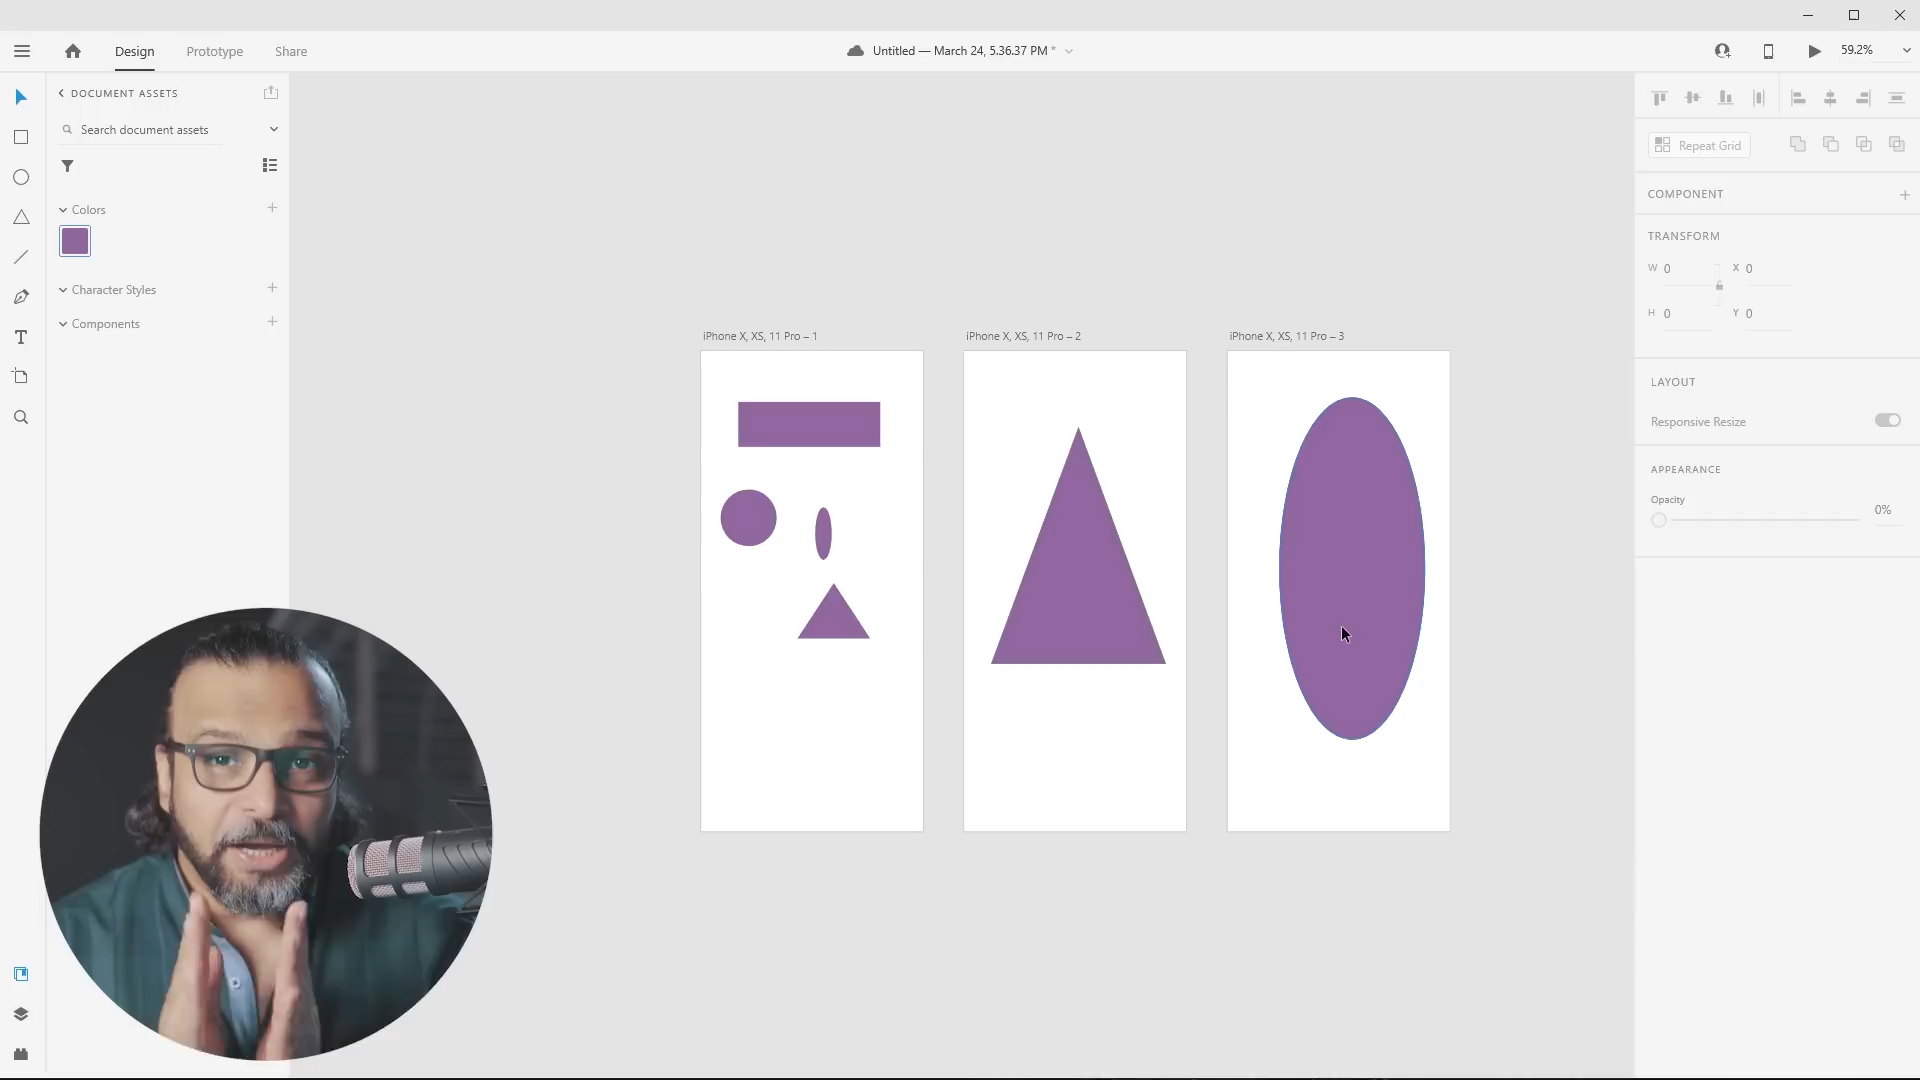 Design Prototype Share Untitled — March 24, 5.36.37 PM * 59.2%
DOCUMENT ASSETS
Search document assets
Colors
Character Styles
Components
iPhone X, XS, 11 Pro – 1
iPhone X, XS, 11 Pro – 2
iPhone X, XS, 11 Pro – 3
Repeat Grid
COMPONENT
TRANSFORM
W 0 X 0
H 0 Y 0
LAYOUT
Responsive Resize
APPEARANCE
Opacity
0%